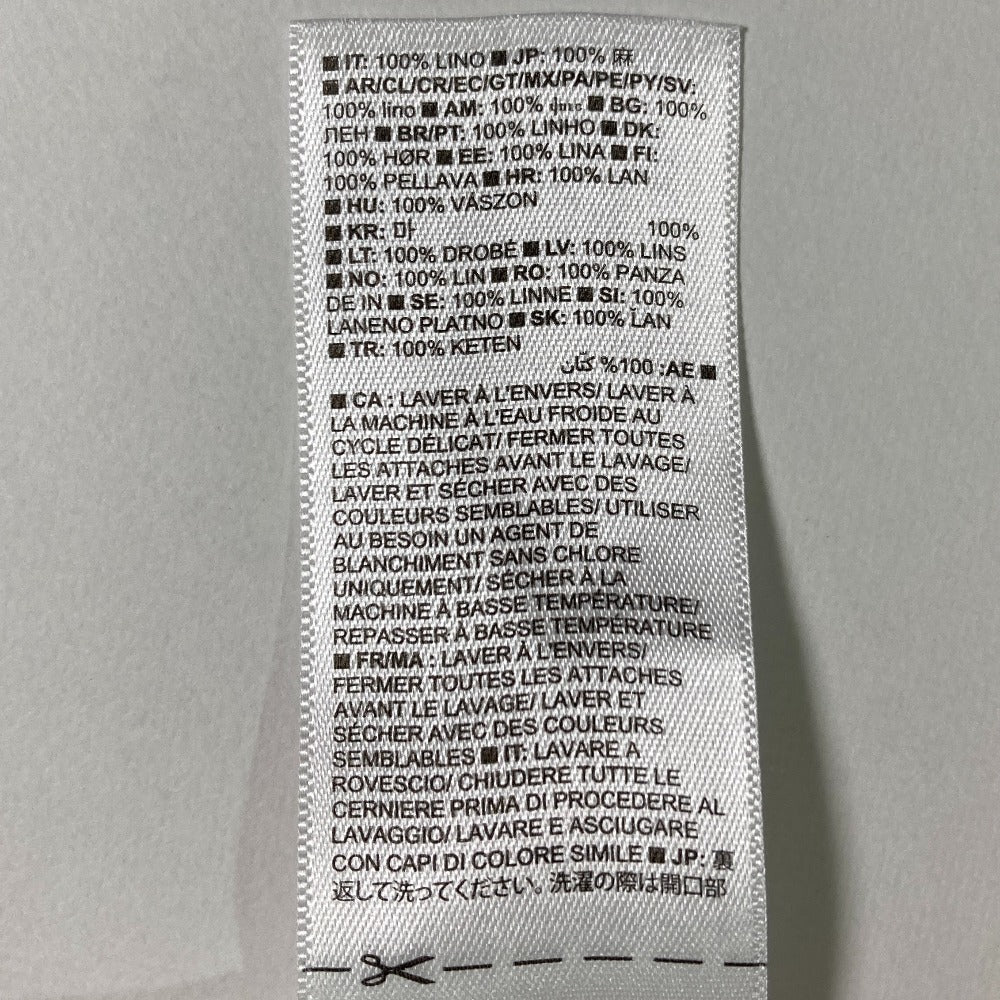 ■ IT: 100% LINO ■ JP: 100% 麻
■ AR/CL/CR/EC/GT/MX/PA/PE/PY/SV:
100% lino ■ AM: 100% ■ BG: 100%
ЛЕН ■ BR/PT: 100% LINHO ■ DK:
100% HØR ■ EE: 100% LINA ■ FI:
100% PELLAVA ■ HR: 100% LAN
■ HU: 100% VÁSZON
■ KR: 마 100%
■ LT: 100% DROBĖ ■ LV: 100% LINS
■ NO: 100% LIN ■ RO: 100% PANZA
DE IN ■ SE: 100% LINNE ■ SI: 100%
LANENO PLATNO ■ SK: 100% ĽAN
■ TR: 100% KETEN
■ AE: 100% كتّان
■ CA : LAVER À L'ENVERS/ LAVER À
LA MACHINE À L'EAU FROIDE AU
CYCLE DÉLICAT/ FERMER TOUTES
LES ATTACHES AVANT LE LAVAGE/
LAVER ET SÉCHER AVEC DES
COULEURS SEMBLABLES/ UTILISER
AU BESOIN UN AGENT DE
BLANCHIMENT SANS CHLORE
UNIQUEMENT/ SÉCHER À LA
MACHINE À BASSE TEMPÉRATURE/
REPASSER À BASSE TEMPÉRATURE
■ FR/MA : LAVER À L'ENVERS/
FERMER TOUTES LES ATTACHES
AVANT LE LAVAGE/ LAVER ET
SÉCHER AVEC DES COULEURS
SEMBLABLES ■ IT: LAVARE A
ROVESCIO/ CHIUDERE TUTTE LE
CERNIERE PRIMA DI PROCEDERE AL
LAVAGGIO/ LAVARE E ASCIUGARE
CON CAPI DI COLORE SIMILE ■ JP: 裏
返して洗ってください。洗濯の際は開口部